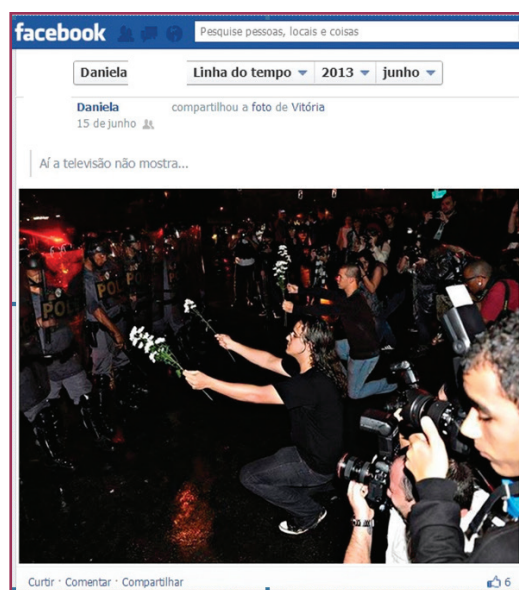 facebook Pesquise pessoas, locais e coisas
Daniela Linha do tempo 2013 junho
Daniela compartilhou a foto de Vitória
15 de junho
Aí a televisão não mostra...
POL
POL
Curtir · Comentar · Compartilhar 6